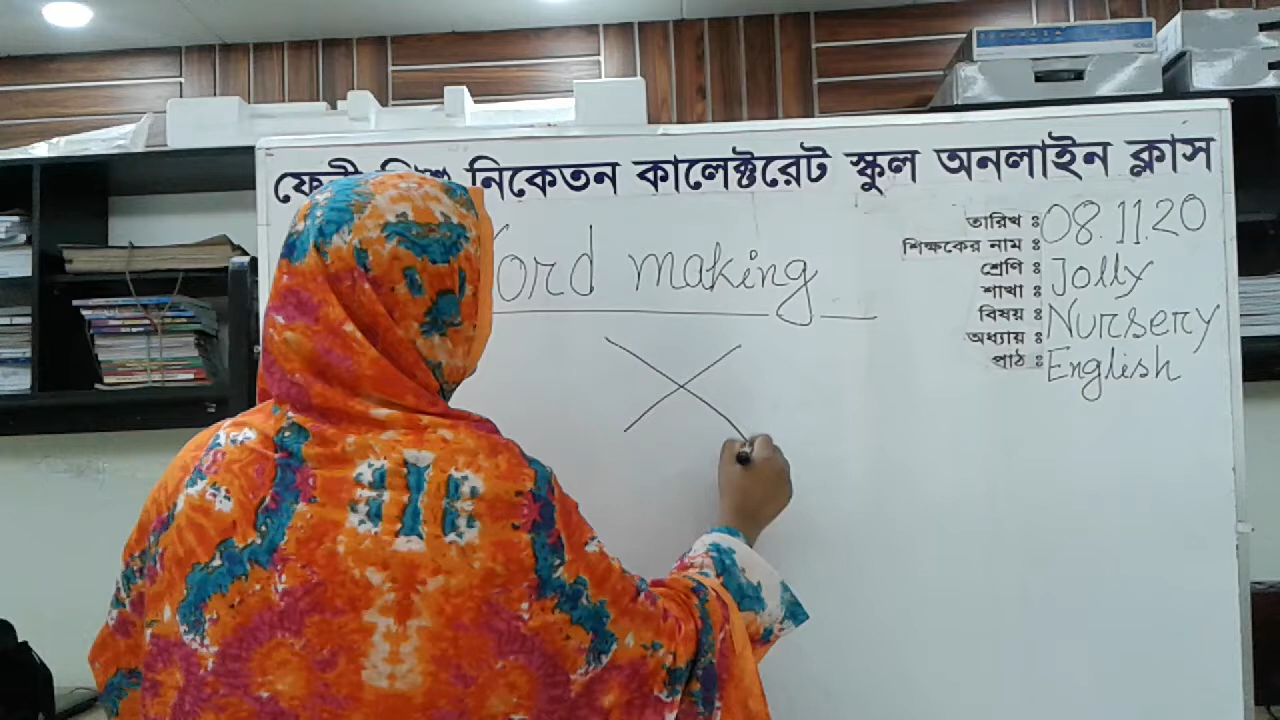 ফেনী শিশু নিকেতন কালেক্টরেট স্কুল অনলাইন ক্লাস
ord making
তারিখ ঃ 08.11.20
শিক্ষকের নাম ঃ
শ্রেণি ঃ Jolly
শাখা ঃ
বিষয় ঃ Nursery
অধ্যায় ঃ
পাঠ ঃ English